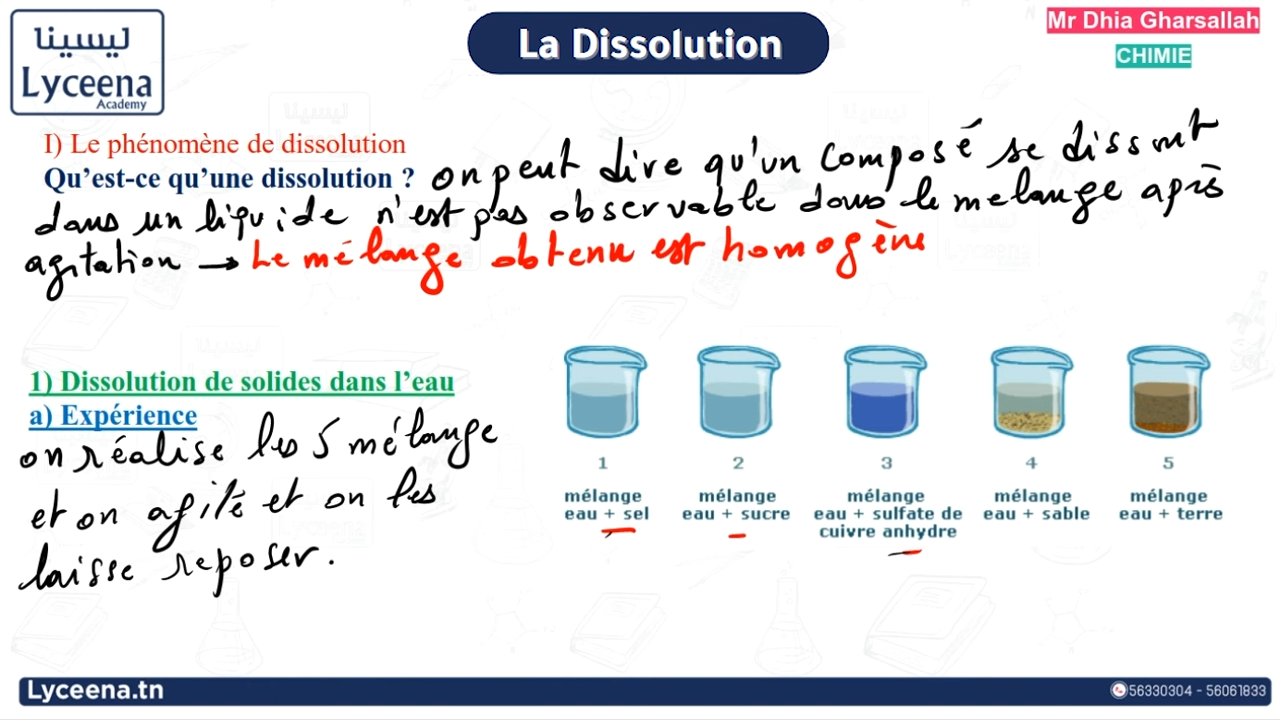 ليسينا
Lyceena
Academy
La Dissolution
Mr Dhia Gharsallah
CHIMIE
I) Le phénomène de dissolution
Qu'est-ce qu'une dissolution ? on peut dire qu'un composé se dissout
dans un liquide n'est pas observable dans le melange après
agitation → Le mélange obtenu est homogène
1) Dissolution de solides dans l'eau
a) Expérience
on réalise les 5 mélange
et on agite et on les
laisse reposer.
1 2 3 4 5
mélange mélange mélange mélange mélange
eau + sel eau + sucre eau + sulfate de eau + sable eau + terre
cuivre anhydre
Lyceena.tn
56330304 - 56061833